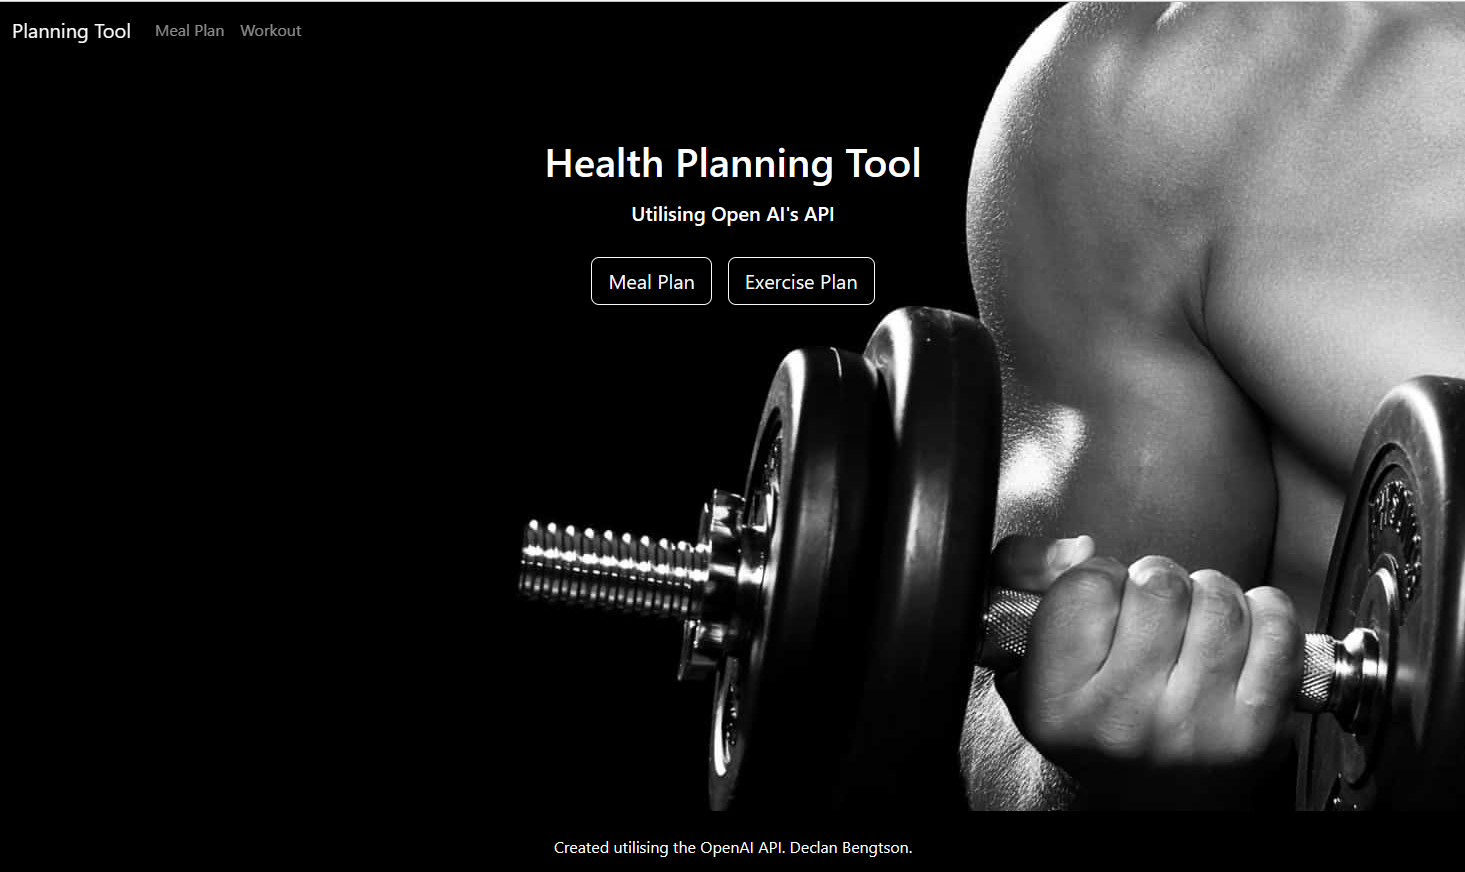 Planning Tool Meal Plan Workout
Health Planning Tool
Utilising Open AI's API
Meal Plan Exercise Plan
Created utilising the OpenAI API. Declan Bengtson.